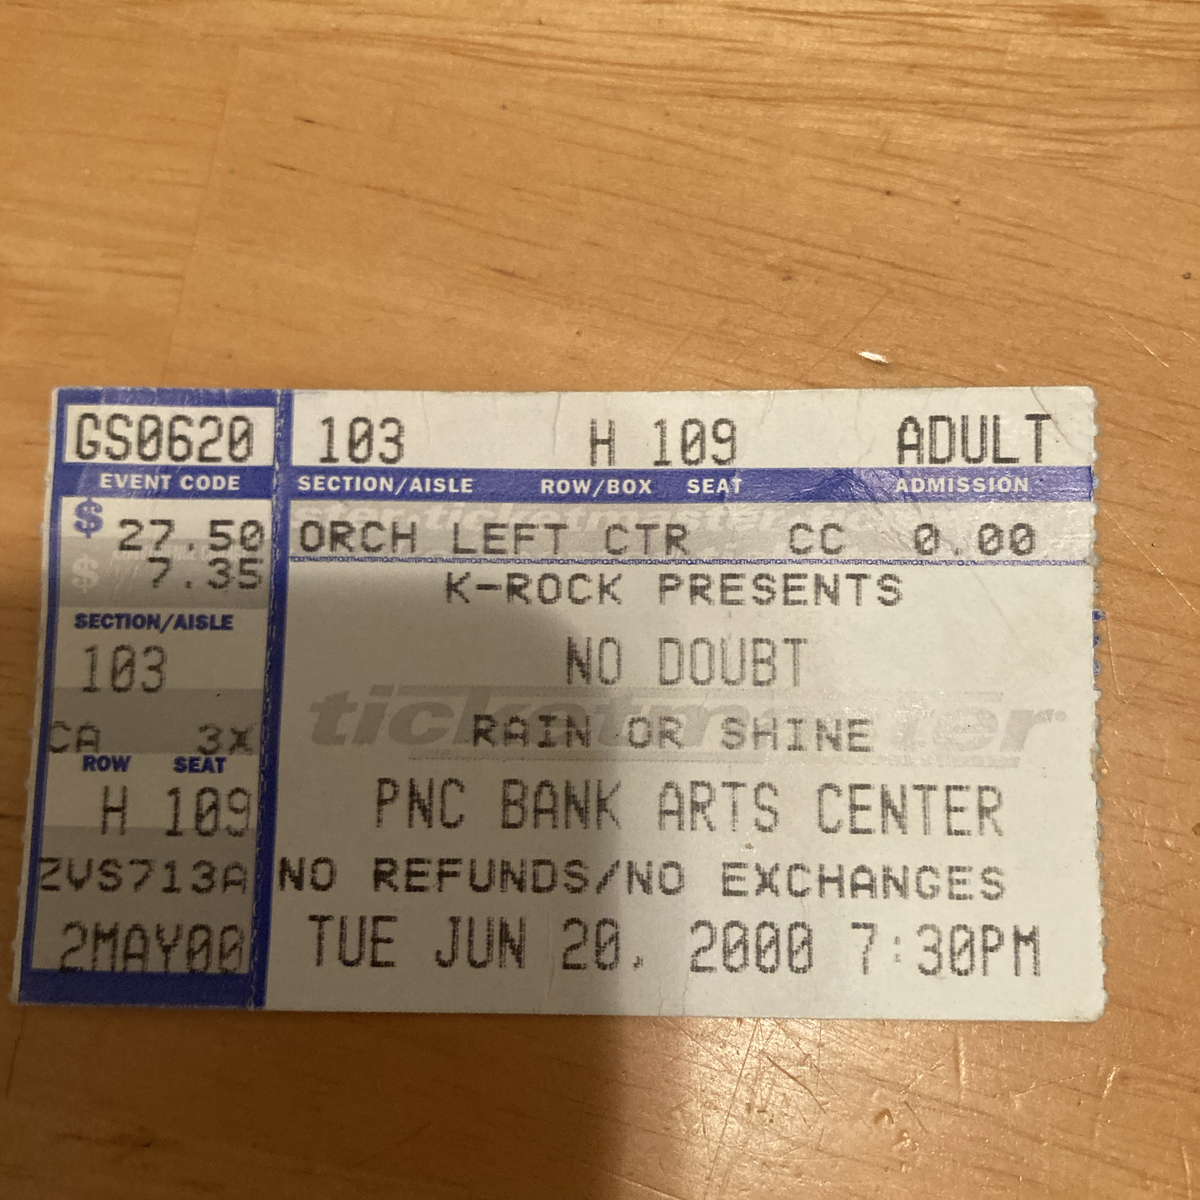 GS0620 103 H 109 ADULT
EVENT CODE SECTION/AISLE ROW/BOX SEAT ADMISSION
$ 27.50 ORCH LEFT CTR CC 0.00
$ 7.35 K-ROCK PRESENTS
SECTION/AISLE
103 NO DOUBT
ticketmaster
CA 3X RAIN OR SHINE
ROW SEAT
H 109 PNC BANK ARTS CENTER
ZVS713A NO REFUNDS/NO EXCHANGES
2MAY00 TUE JUN 20, 2000 7:30PM